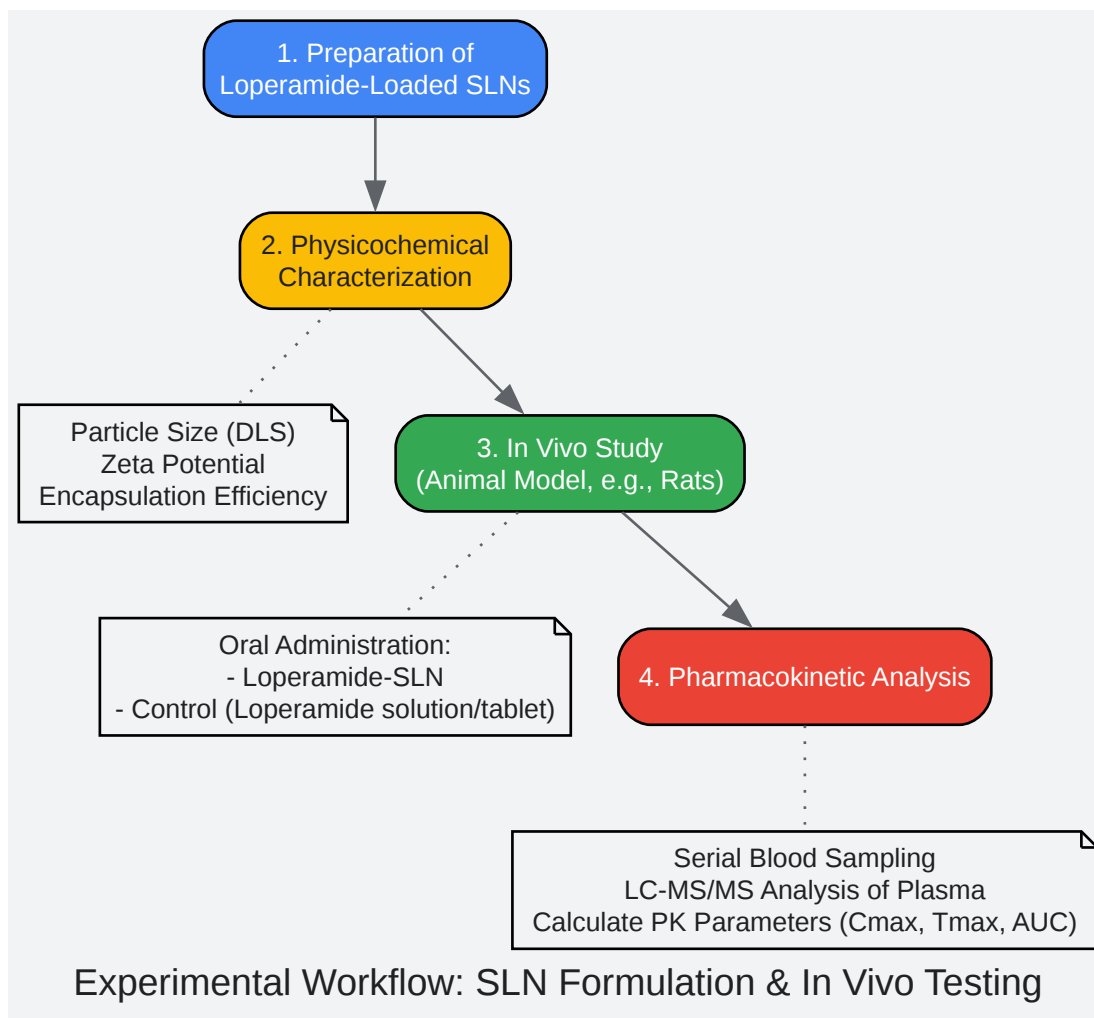 1. Preparation of
Loperamide-Loaded SLNs
2. Physicochemical
Characterization
Particle Size (DLS)
Zeta Potential
Encapsulation Efficiency
3. In Vivo Study
(Animal Model, e.g., Rats)
Oral Administration:
- Loperamide-SLN
- Control (Loperamide solution/tablet)
4. Pharmacokinetic Analysis
Serial Blood Sampling
LC-MS/MS Analysis of Plasma
Calculate PK Parameters (Cmax, Tmax, AUC)
Experimental Workflow: SLN Formulation & In Vivo Testing